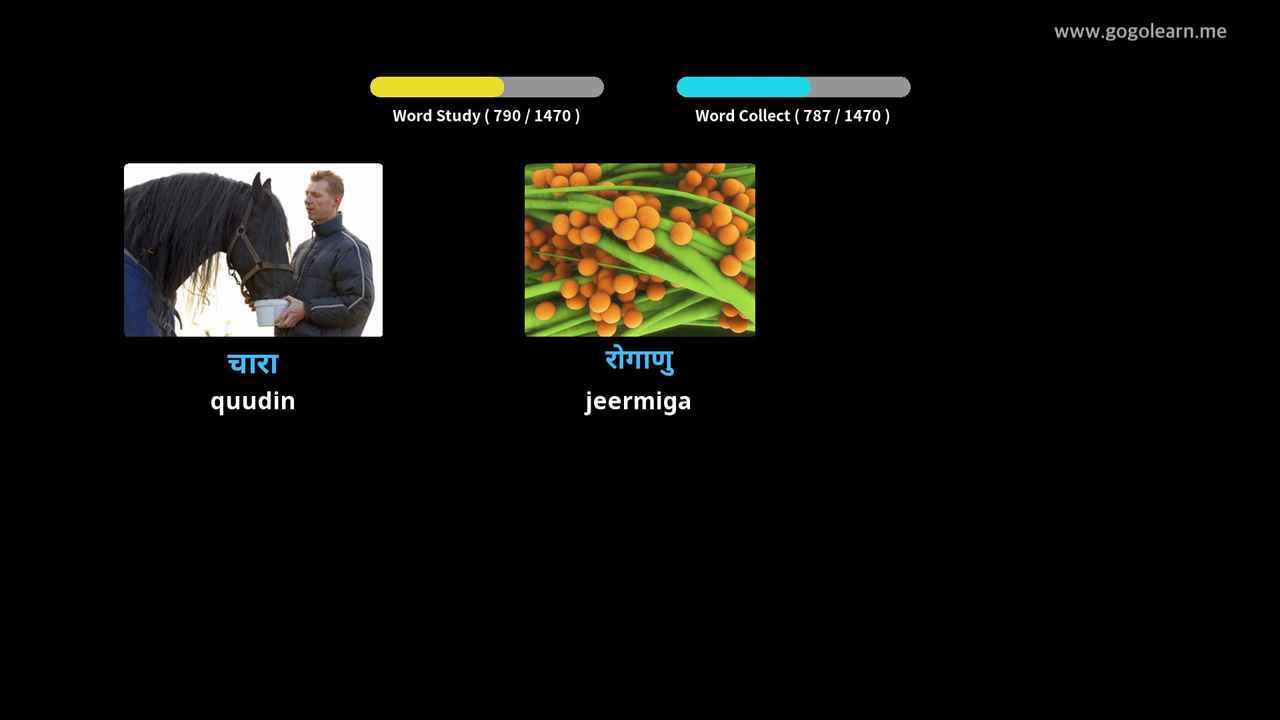 www.gogolearn.me
Word Study ( 790 / 1470 )
Word Collect ( 787 / 1470 )
चारा
quudin
रोगाणु
jeermiga